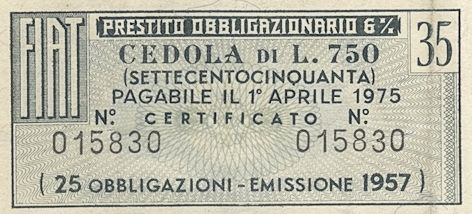 FIAT
PRESTITO OBBLIGAZIONARIO 6%
35
CEDOLA DI L. 750
(SETTECENTOCINQUANTA)
PAGABILE IL 1° APRILE 1975
N° CERTIFICATO N°
015830 015830
(25 OBBLIGAZIONI-EMISSIONE 1957)